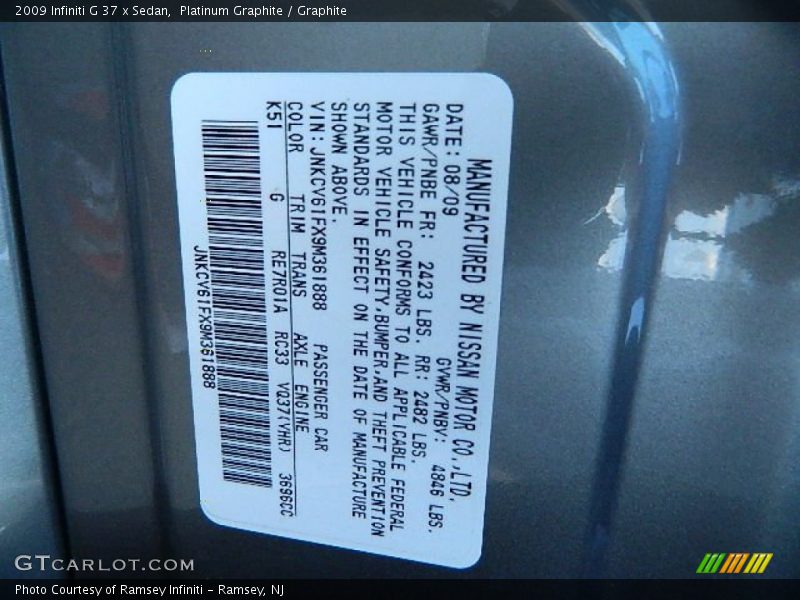 2009 Infiniti G 37 x Sedan,  Platinum Graphite / Graphite
MANUFACTURED BY NISSAN MOTOR CO.,LTD.
DATE: 08/09 GVWR/PNBV: 4846 LBS.
GAWR/PNBE FR: 2423 LBS. RR: 2482 LBS.
THIS VEHICLE CONFORMS TO ALL APPLICABLE FEDERAL
MOTOR VEHICLE SAFETY,BUMPER,AND THEFT PREVENTION
STANDARDS IN EFFECT ON THE DATE OF MANUFACTURE
SHOWN ABOVE.
VIN:JNKCV61FX9M361888 PASSENGER CAR
COLOR TRIM TRANS AXLE ENGINE
K51 G RE7R01A RC33 VQ37(VHR) 3696CC
JNKCV61FX9M361888
GTCARLOT.COM
Photo Courtesy of Ramsey Infiniti - Ramsey, NJ